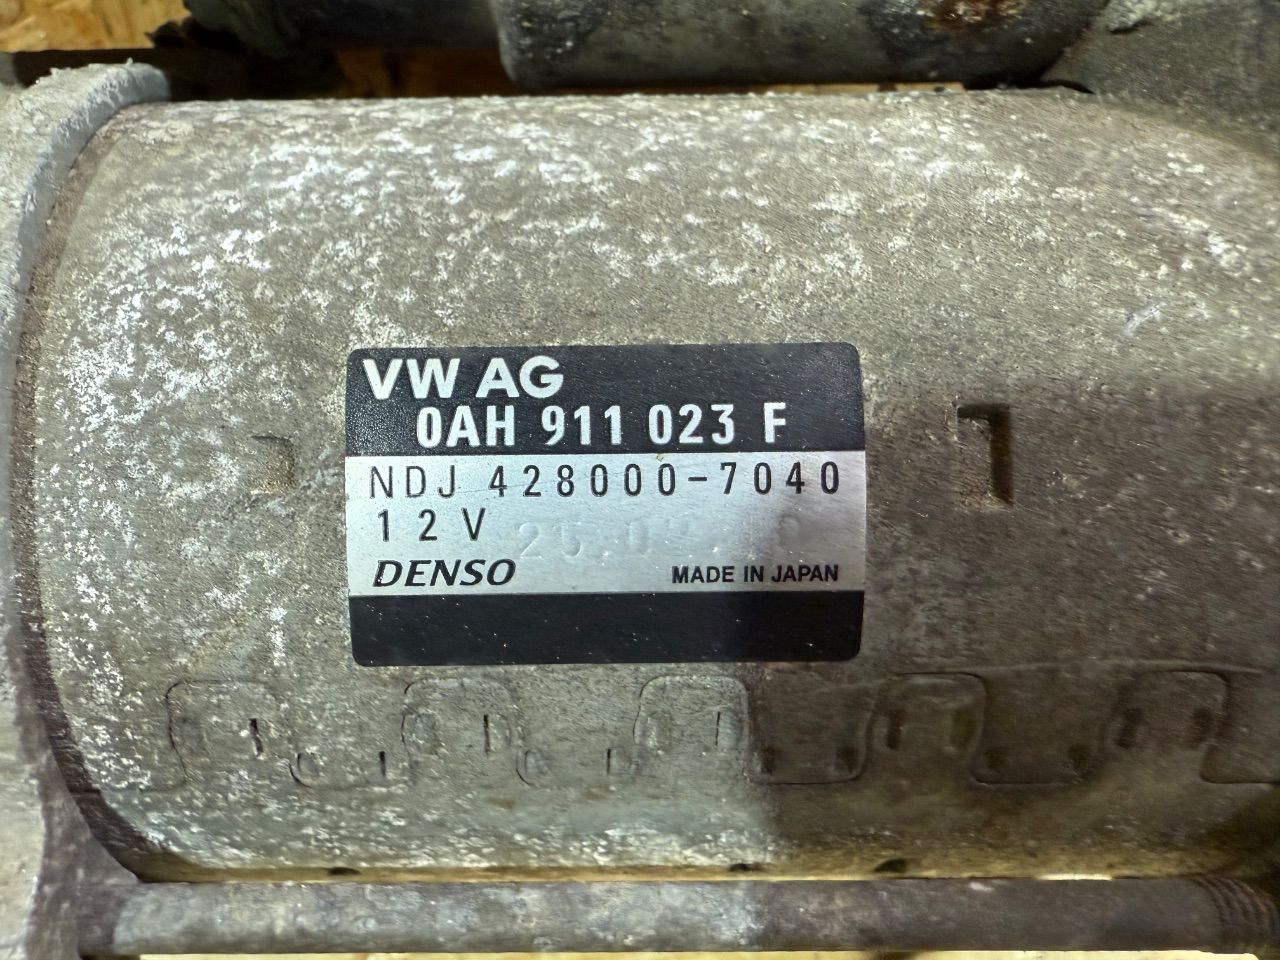 VW AG
0AH 911 023 F
NDJ 428000-7040
12V
DENSO MADE IN JAPAN